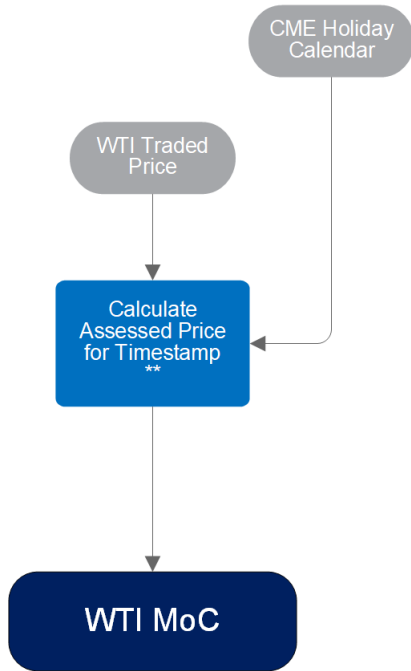 CME Holiday
Calendar
WTI Traded
Price
Calculate
Assessed Price
for Timestamp
**
WTI MoC